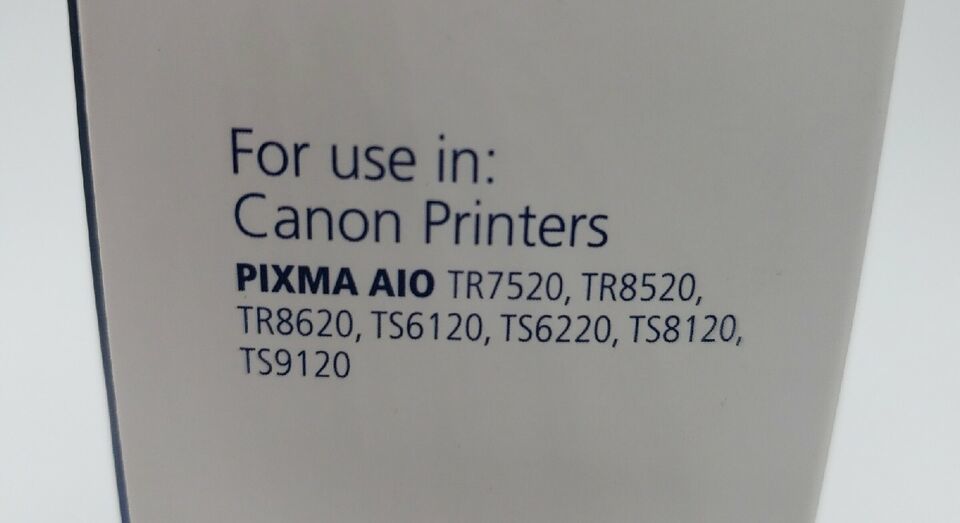 For use in:
Canon Printers
PIXMA AIO TR7520, TR8520,
TR8620, TS6120, TS6220, TS8120,
TS9120